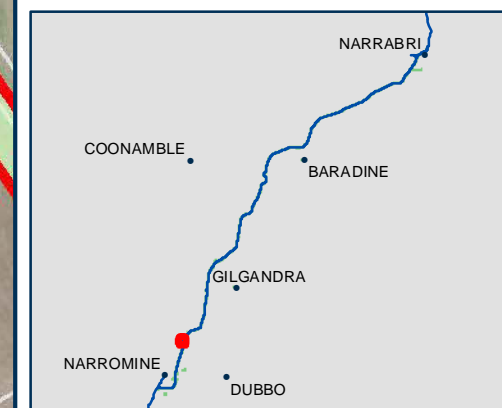 NARRABRI
COONAMBLE
BARADINE
GILGANDRA
NARROMINE
DUBBO